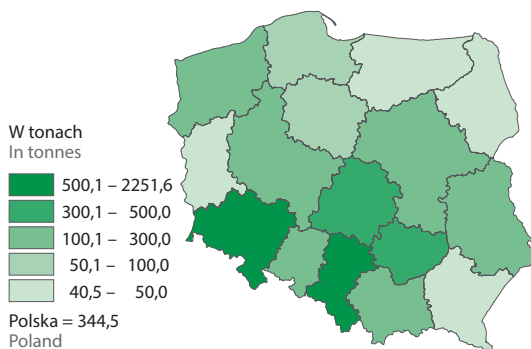 W tonach
In tonnes
500,1 – 2251,6
300,1 – 500,0
100,1 – 300,0
50,1 – 100,0
40,5 – 50,0
Polska = 344,5
Poland